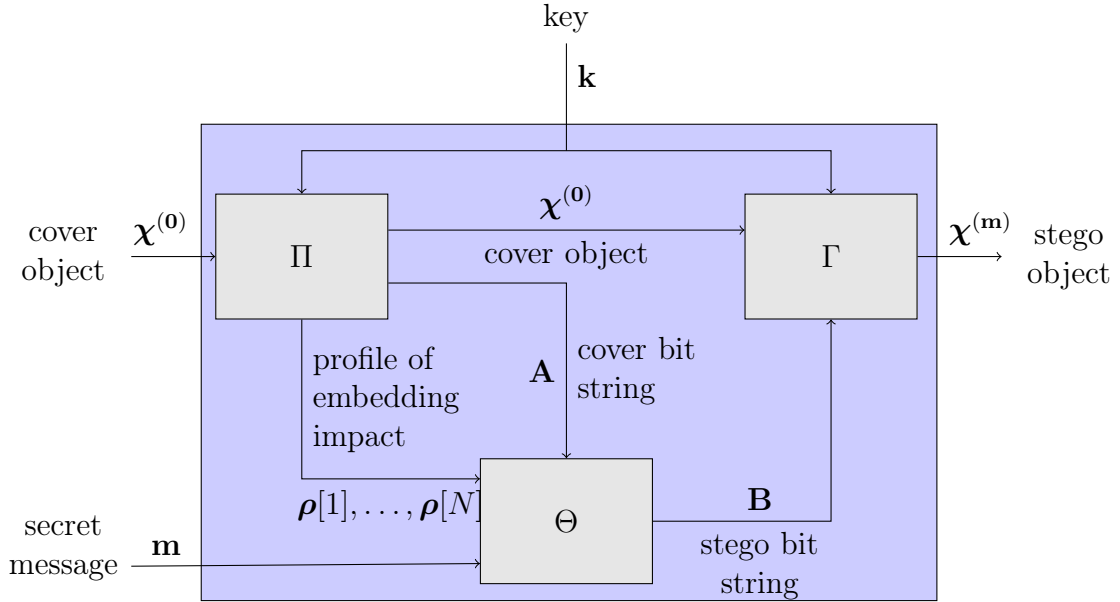 key
𝐤
cover
object
𝝌⁽⁰⁾
Π
𝝌⁽⁰⁾
cover object
Γ
𝝌⁽ᵐ⁾
stego
object
profile of
embedding
impact
𝐀
cover bit
string
𝝆[1], . . . , 𝝆[N]
Θ
𝐁
stego bit
string
secret
message
𝐦